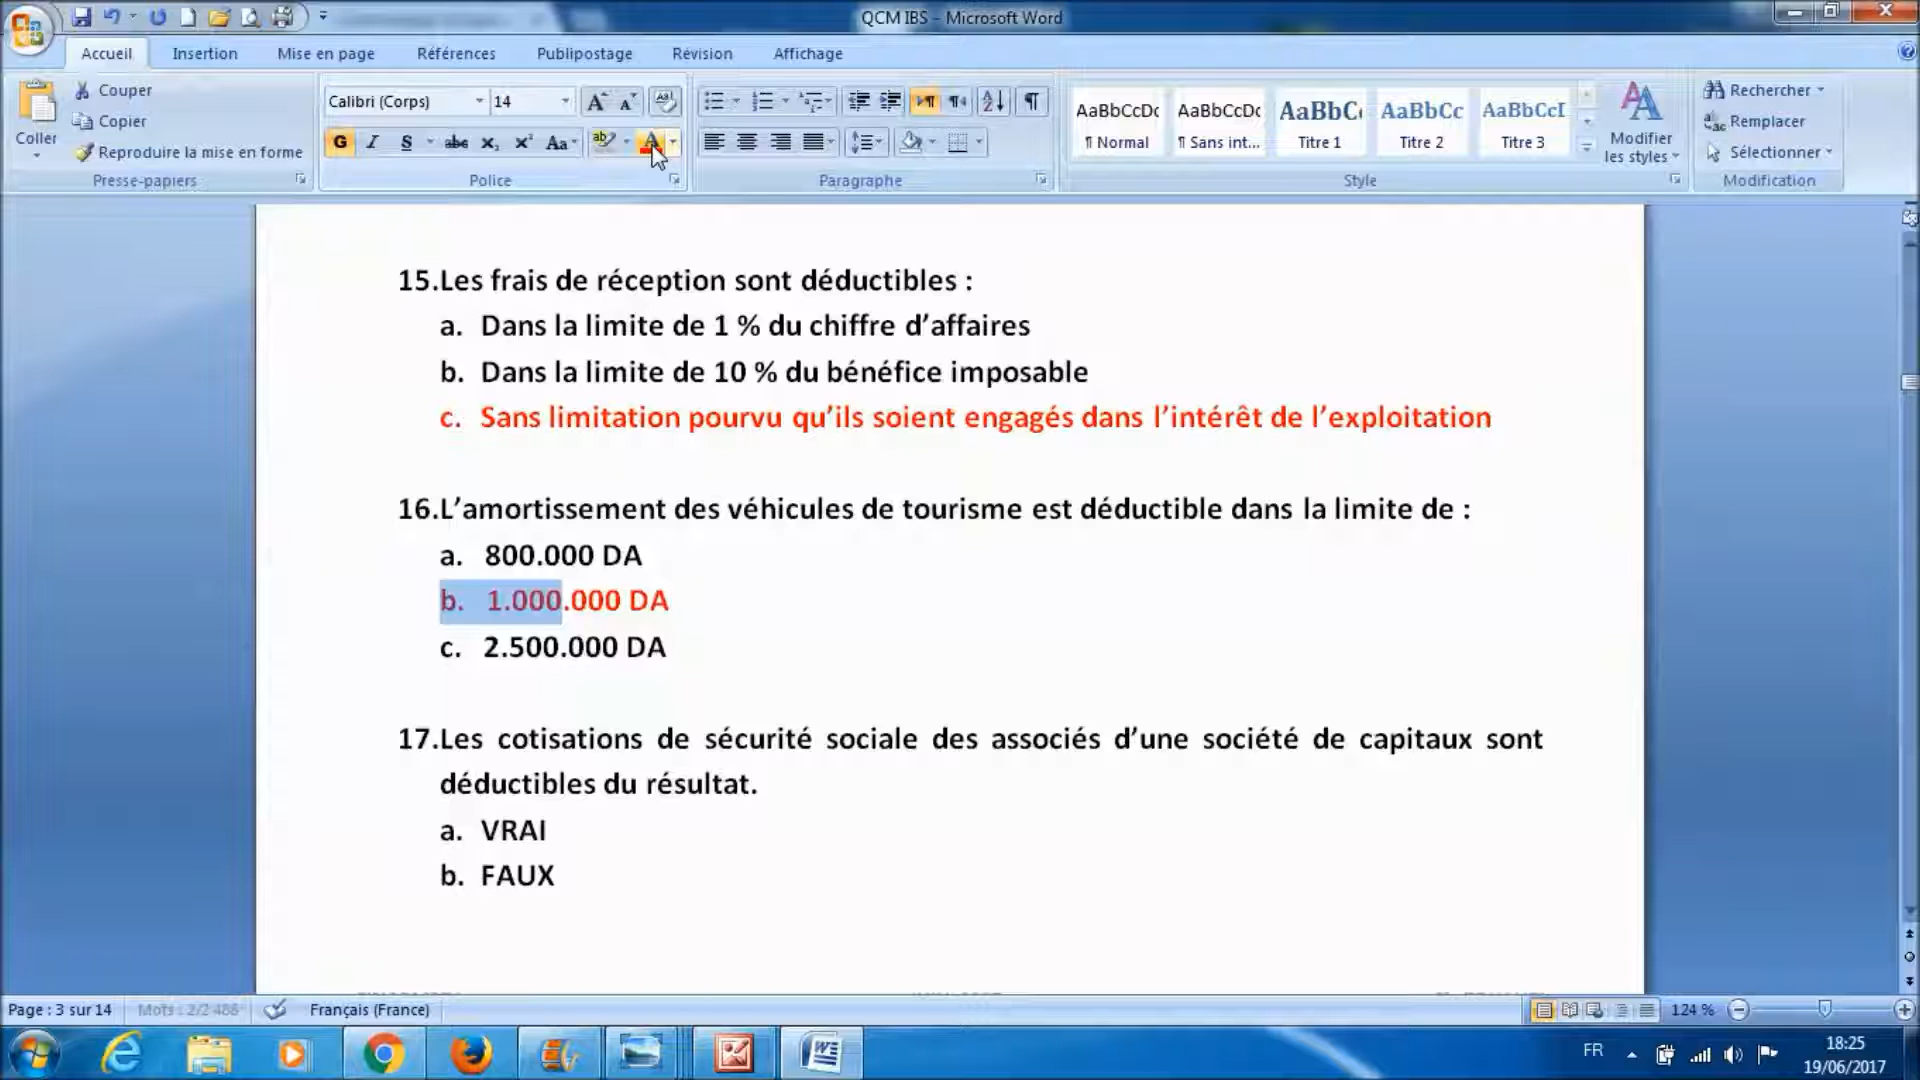 QCM IBS - Microsoft Word
Accueil Insertion Mise en page Références Publipostage Révision Affichage
Coller
Couper
Copier
Reproduire la mise en forme
Presse-papiers
Calibri (Corps) 14
Police
Paragraphe
AaBbCcDc AaBbCcDc AaBbC AaBbCc AaBbCcI
¶ Normal ¶ Sans int... Titre 1 Titre 2 Titre 3
Style
Modifier les styles
Rechercher
Remplacer
Sélectionner
Modification
15.Les frais de réception sont déductibles :
a. Dans la limite de 1 % du chiffre d’affaires
b. Dans la limite de 10 % du bénéfice imposable
c. Sans limitation pourvu qu’ils soient engagés dans l’intérêt de l’exploitation
16.L’amortissement des véhicules de tourisme est déductible dans la limite de :
a. 800.000 DA
b. 1.000.000 DA
c. 2.500.000 DA
17.Les cotisations de sécurité sociale des associés d’une société de capitaux sont
déductibles du résultat.
a. VRAI
b. FAUX
Page : 3 sur 14 Mots : 2/2 486 Français (France) 124 %
FR 18:25
19/06/2017